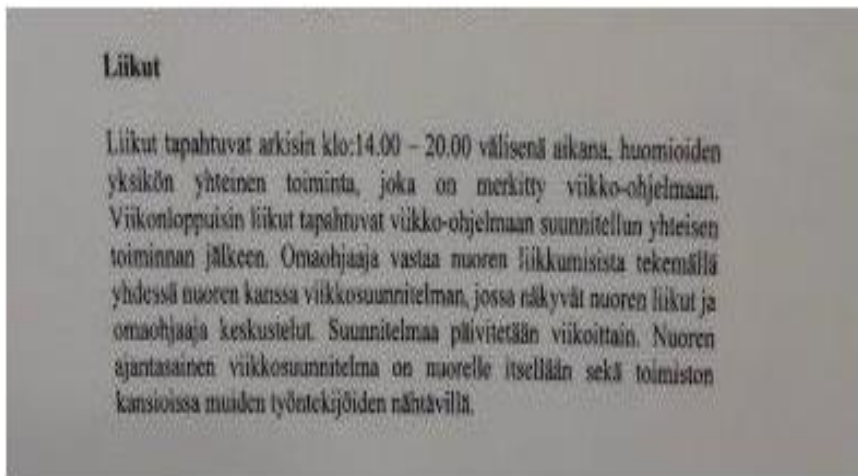 Liikut
Liikut tapahtuvat arkisin klo:14.00 – 20.00 välisenä aikana, huomioiden
yksikön yhteinen toiminta, joka on merkitty viikko-ohjelmaan.
Viikonloppuisin liikut tapahtuvat viikko-ohjelmaan suunnitellun yhteisen
toiminnan jälkeen. Omaohjaaja vastaa nuoren liikkumisista tekemällä
yhdessä nuoren kanssa viikkosuunnitelman, jossa näkyvät nuoren liikut ja
omaohjaaja keskustelut. Suunnitelmaa päivitetään viikoittain. Nuoren
ajantasainen viikkosuunnitelma on nuorelle itsellään sekä toimiston
kansioissa muiden työntekijöiden nähtävillä.